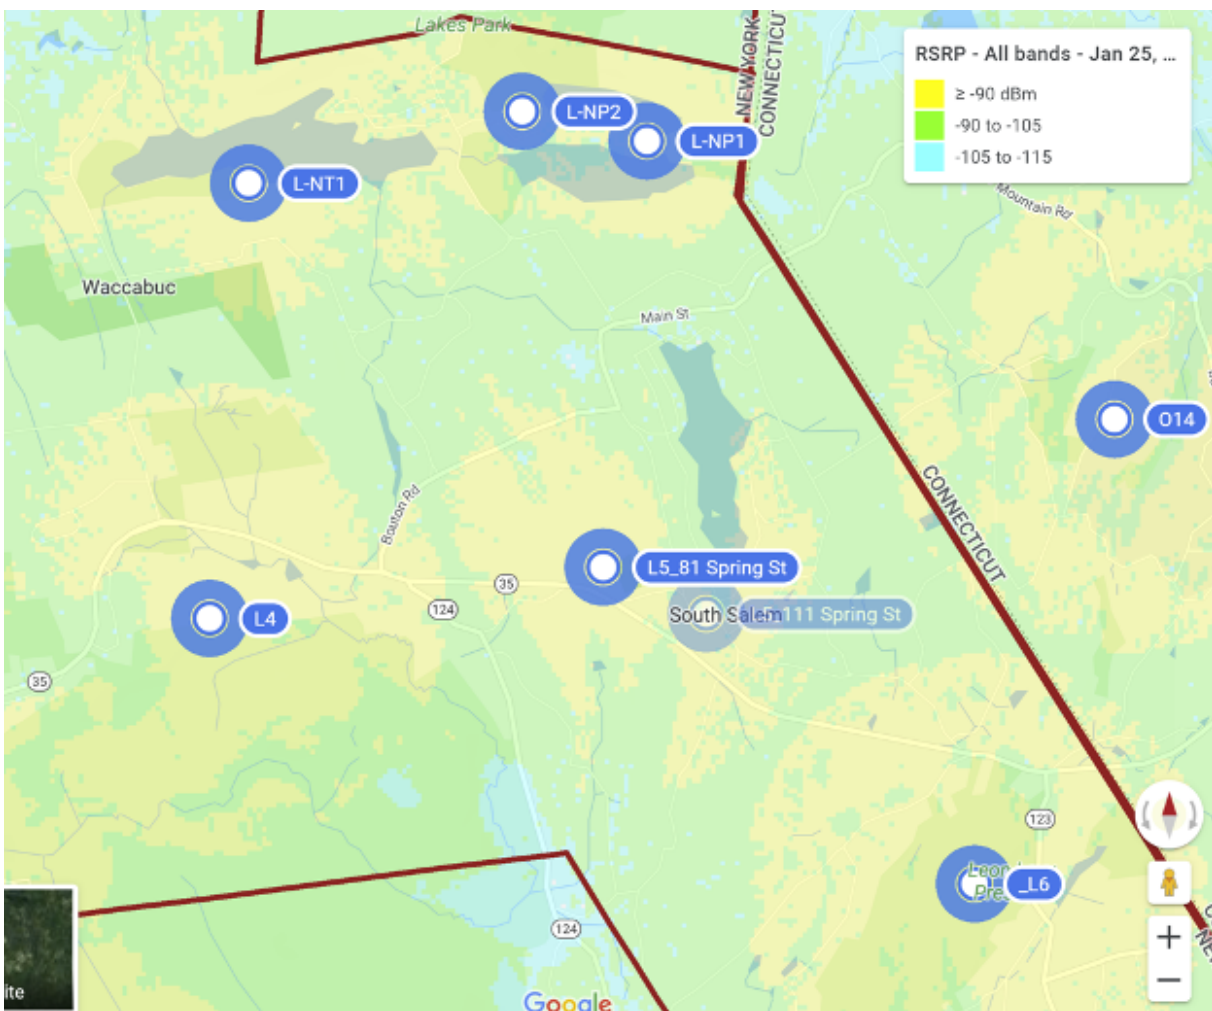 Lakes Park
NEW YORK
CONNECTICUT
RSRP - All bands - Jan 25, ...
≥ -90 dBm
-90 to -105
-105 to -115
L-NP2
L-NP1
L-NT1
Mountain Rd
Waccabuc
Main St
O14
CONNECTICUT
Bouton Rd
L5_81 Spring St
35
South Salem
111 Spring St
124
L4
35
123
_L6
124
Google
ite
+
−